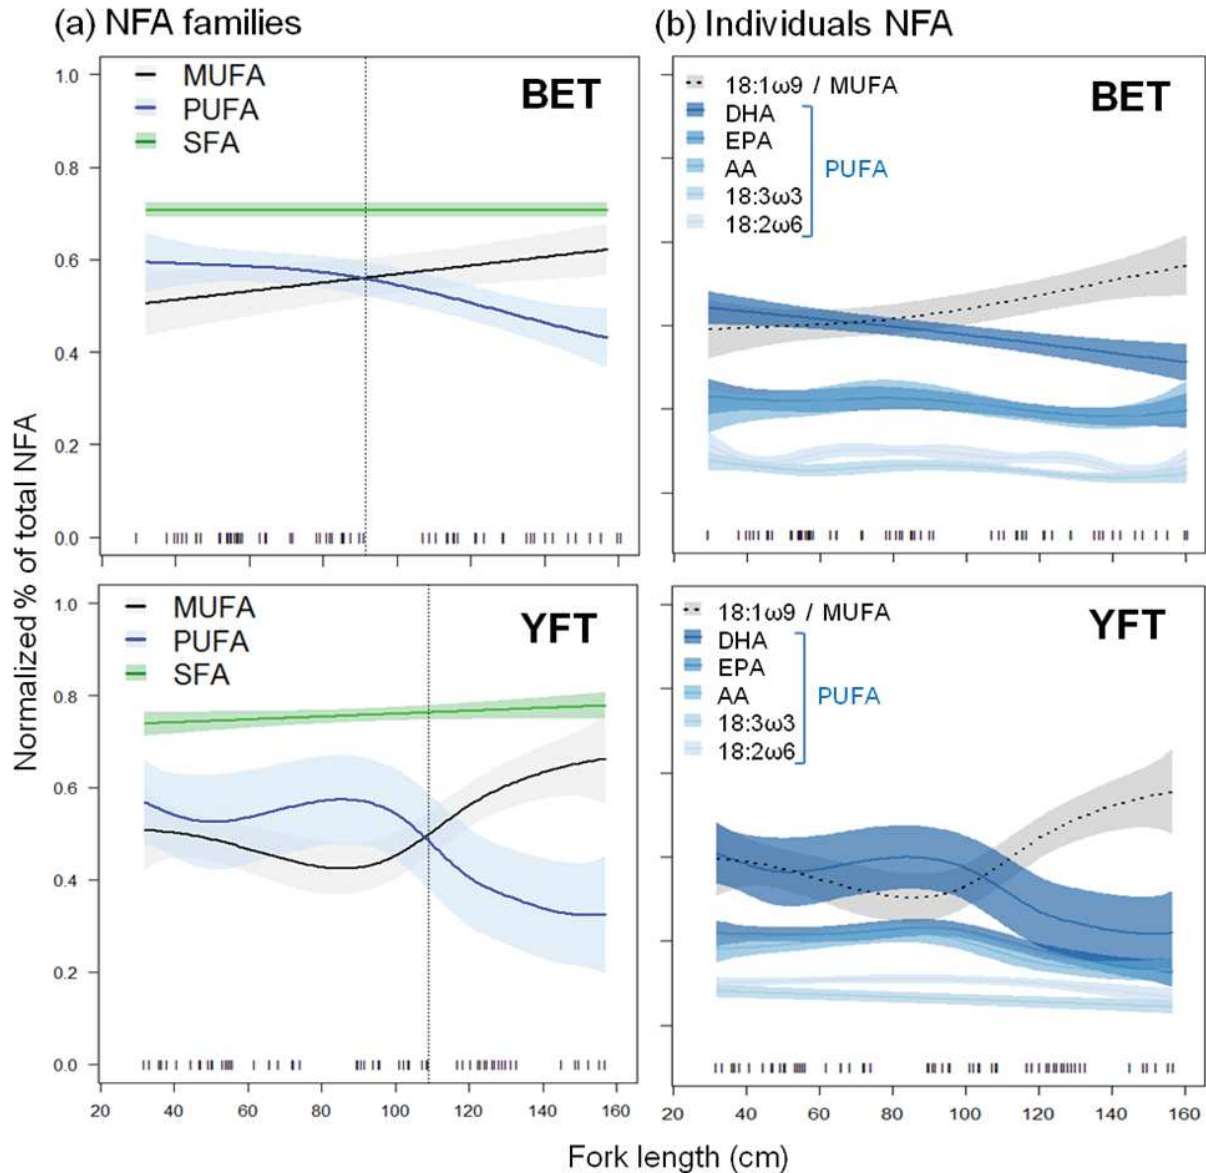 (a) NFA families
(b) Individuals NFA
Normalized % of total NFA
1.0
0.8
0.6
0.4
0.2
0.0
MUFA
PUFA
SFA
BET
18:1ω9 / MUFA
DHA
EPA
AA
18:3ω3
18:2ω6
PUFA
BET
1.0
0.8
0.6
0.4
0.2
0.0
MUFA
PUFA
SFA
YFT
18:1ω9 / MUFA
DHA
EPA
AA
18:3ω3
18:2ω6
PUFA
YFT
20 40 60 80 100 120 140 160
20 40 60 80 100 120 140 160
Fork length (cm)